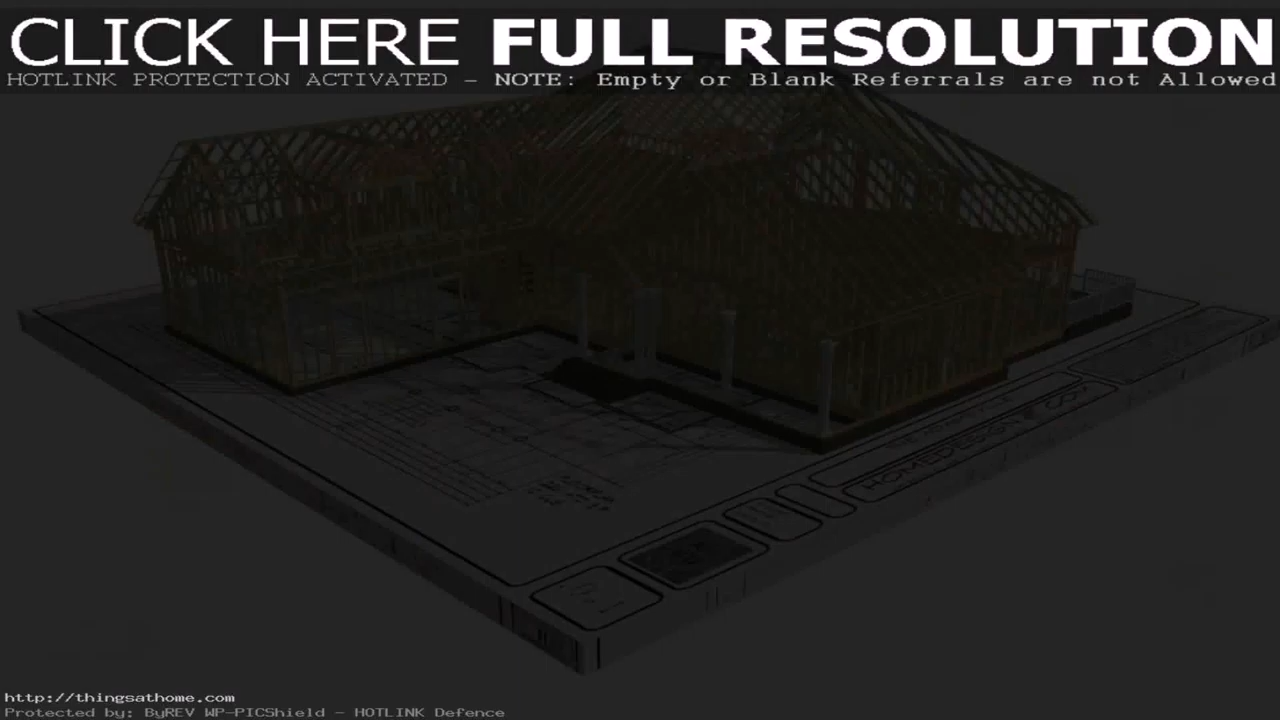 CLICK HERE FULL RESOLUTION
HOTLINK PROTECTION ACTIVATED - NOTE: Empty or Blank Referrals are not Allowed
HOMEDESIGN
http://thingsathome.com
Protected by: ByREV WP-PICShield - HOTLINK Defence